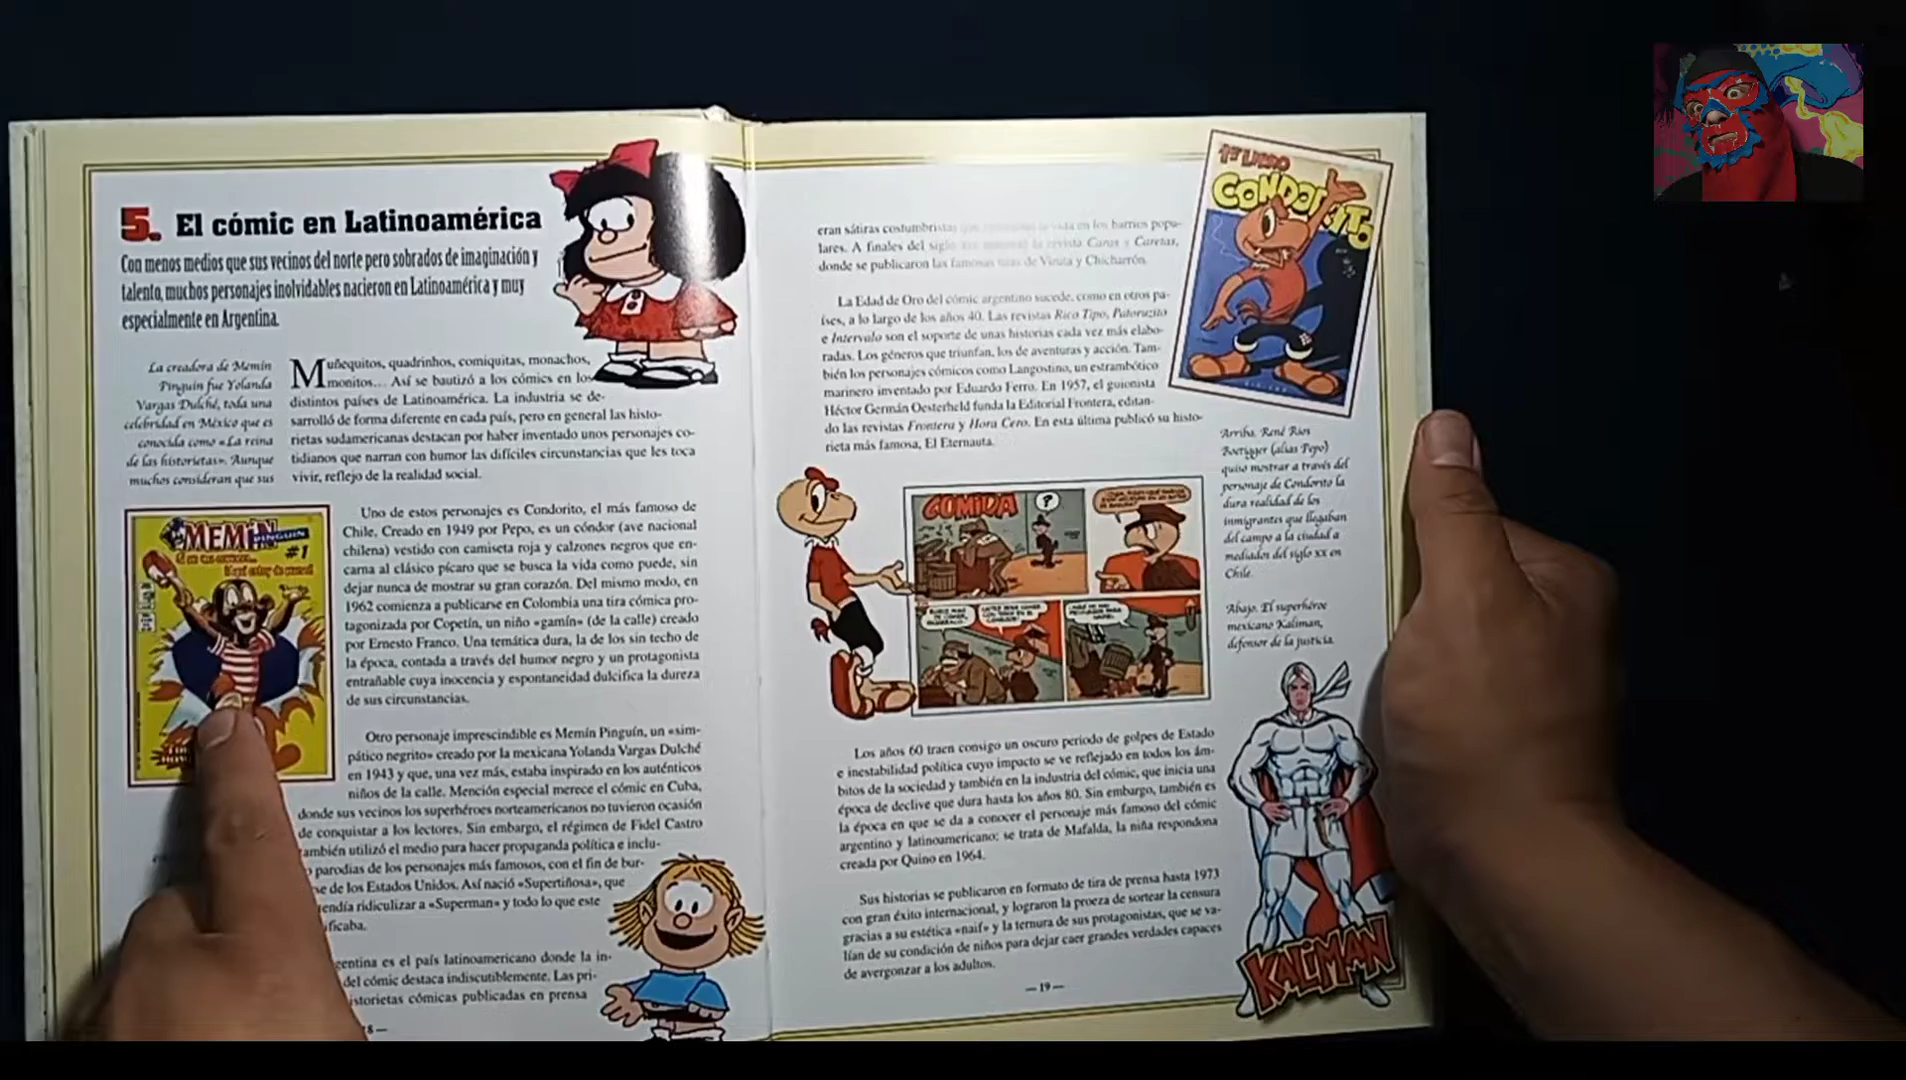 5. El cómic en Latinoamérica
Con menos medios que sus vecinos del norte pero sobrados de imaginación y
talento, muchos personajes inolvidables nacieron en Latinoamérica y muy
especialmente en Argentina.
La creadora de Memín
Pinguín fue Yolanda
Vargas Dulché, toda una
celebridad en México que es
conocida como «La reina
de las historietas». Aunque
muchos consideran que sus
Muñequitos, quadrinhos, comiquitas, monachos,
monitos... Así se bautizó a los cómics en los
distintos países de Latinoamérica. La industria se de-
sarrolló de forma diferente en cada país, pero en general las histo-
rietas sudamericanas destacan por haber inventado unos personajes co-
tidianos que narran con humor las difíciles circunstancias que les toca
vivir, reflejo de la realidad social.
MEMÍN
PINGUIN
#1
Uno de estos personajes es Condorito, el más famoso de
Chile. Creado en 1949 por Pepo, es un cóndor (ave nacional
chilena) vestido con camiseta roja y calzones negros que en-
carna al clásico pícaro que se busca la vida como puede, sin
dejar nunca de mostrar su gran corazón. Del mismo modo, en
1962 comienza a publicarse en Colombia una tira cómica pro-
tagonizada por Copetín, un niño «gamín» (de la calle) creado
por Ernesto Franco. Una temática dura, la de los sin techo de
la época, contada a través del humor negro y un protagonista
entrañable cuya inocencia y espontaneidad dulcifica la dureza
de sus circunstancias.
Otro personaje imprescindible es Memín Pinguín, un «sim-
pático negrito» creado por la mexicana Yolanda Vargas Dulché
en 1943 y que, una vez más, estaba inspirado en los auténticos
niños de la calle. Mención especial merece el cómic en Cuba,
donde sus vecinos los superhéroes norteamericanos no tuvieron ocasión
de conquistar a los lectores. Sin embargo, el régimen de Fidel Castro
también utilizó el medio para hacer propaganda política e inclu-
parodias de los personajes más famosos, con el fin de bur-
se de los Estados Unidos. Así nació «Supertiñosa», que
endía ridiculizar a «Superman» y todo lo que este
ificaba.
gentina es el país latinoamericano donde la in-
del cómic destaca indiscutiblemente. Las pri-
istorietas cómicas publicadas en prensa
8—
eran sátiras costumbristas en los barrios popu-
lares. A finales del siglo la revista Caras y Caretas,
donde se publicaron las famosas tiras de Viruta y Chicharrón.
La Edad de Oro del cómic argentino sucede, como en otros pa-
íses, a lo largo de los años 40. Las revistas Rico Tipo, Patoruzito
e Intervalo son el soporte de unas historias cada vez más elabo-
radas. Los géneros que triunfan, los de aventuras y acción. Tam-
bién los personajes cómicos como Langostino, un estrambótico
marinero inventado por Eduardo Ferro. En 1957, el guionista
Héctor Germán Oesterheld funda la Editorial Frontera, editan-
do las revistas Frontera y Hora Cero. En esta última publicó su histo-
rieta más famosa, El Eternauta.
COMIDA
?
Los años 60 traen consigo un oscuro periodo de golpes de Estado
e inestabilidad política cuyo impacto se ve reflejado en todos los ám-
bitos de la sociedad y también en la industria del cómic, que inicia una
época de declive que dura hasta los años 80. Sin embargo, también es
la época en que se da a conocer el personaje más famoso del cómic
argentino y latinoamericano; se trata de Mafalda, la niña respondona
creada por Quino en 1964.
Sus historias se publicaron en formato de tira de prensa hasta 1973
con gran éxito internacional, y lograron la proeza de sortear la censura
gracias a su estética «naif» y la ternura de sus protagonistas, que se va-
lían de su condición de niños para dejar caer grandes verdades capaces
de avergonzar a los adultos.
—19—
1er LIBRO
CONDORITO
Arriba. René Ríos
Boettiger (alias Pepo)
quiso mostrar a través del
personaje de Condorito la
dura realidad de los
inmigrantes que llegaban
del campo a la ciudad a
mediados del siglo XX en
Chile.
Abajo. El superhéroe
mexicano Kaliman,
defensor de la justicia.
KALIMAN